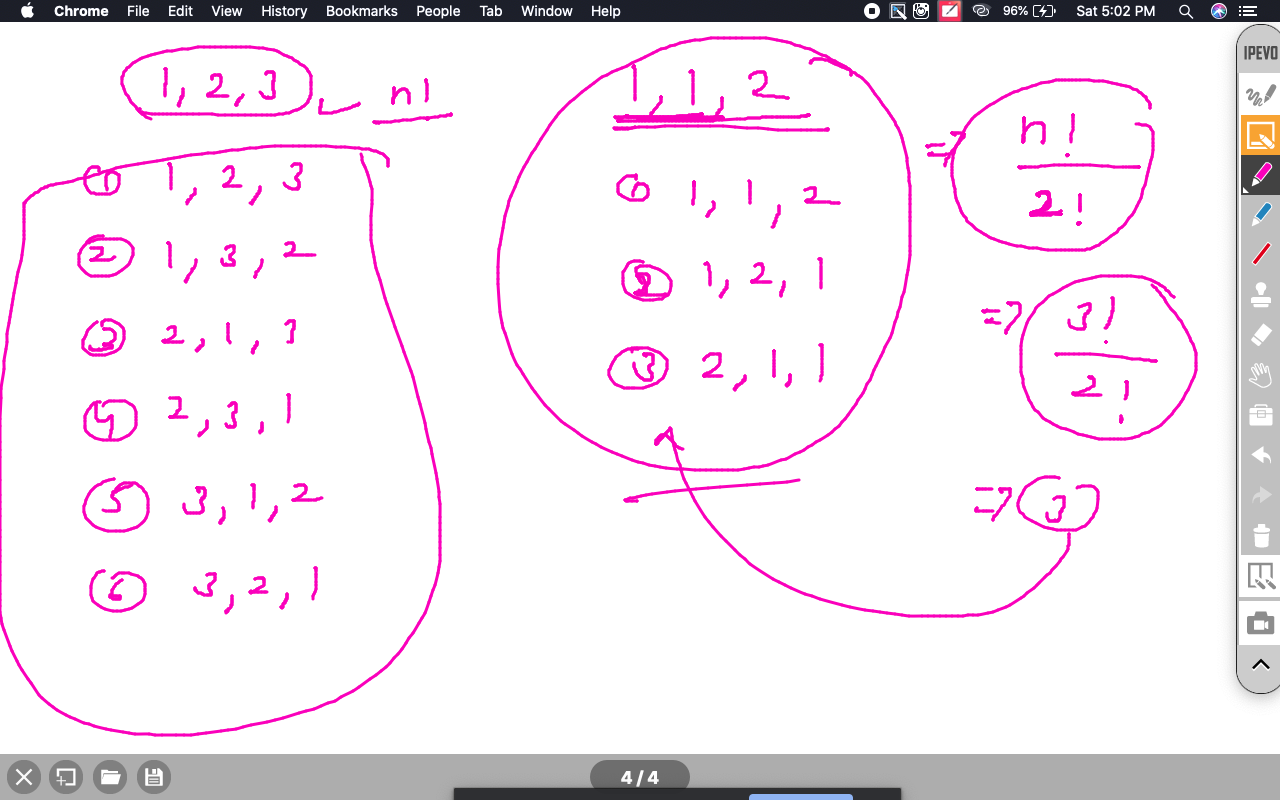 Chrome File Edit View History Bookmarks People Tab Window Help 96% Sat 5:02 PM
IPEVO
1, 2, 3 n!
① 1, 2, 3
② 1, 3, 2
③ 2, 1, 3
④ 2, 3, 1
⑤ 3, 1, 2
⑥ 3, 2, 1
1, 1, 2
① 1, 1, 2
② 1, 2, 1
③ 2, 1, 1
=> n!
2!
=> 3!
2!
=> 3
4 / 4